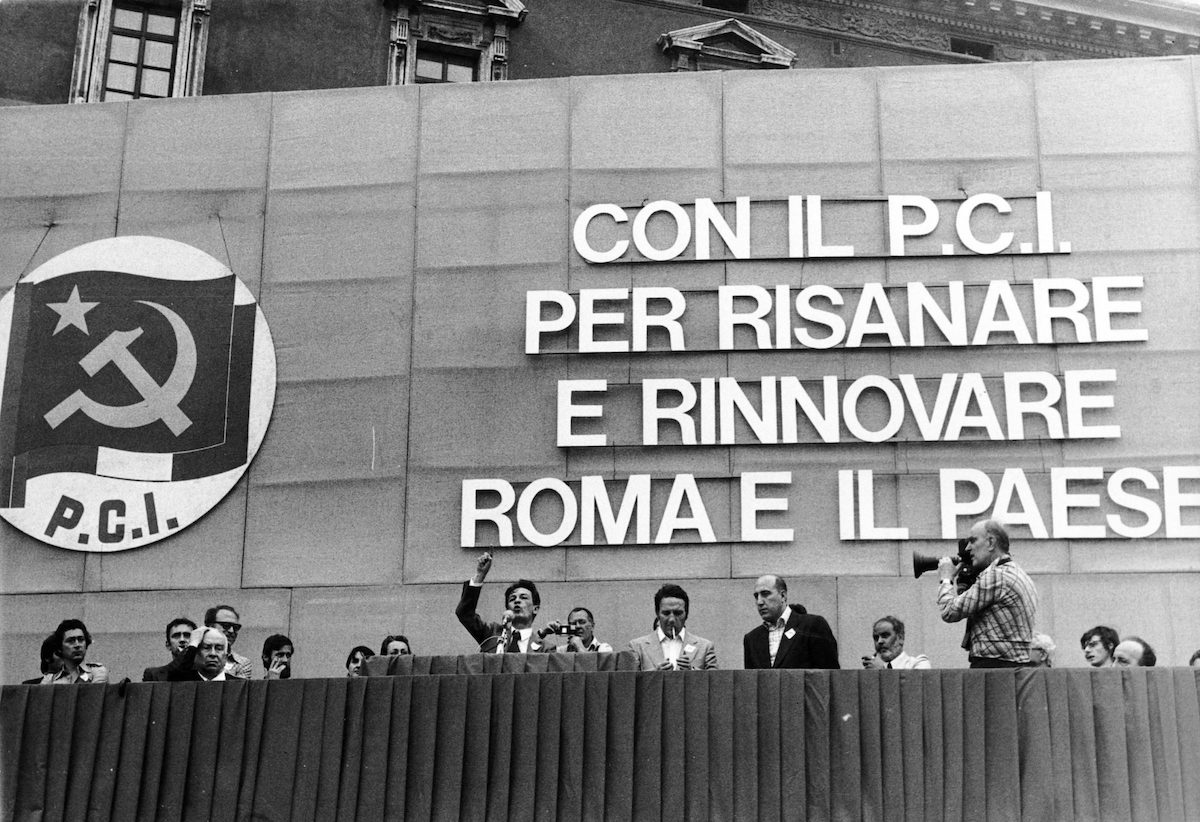 CON IL P.C.I.
PER RISANARE
E RINNOVARE
ROMA E IL PAESE
P.C.I.